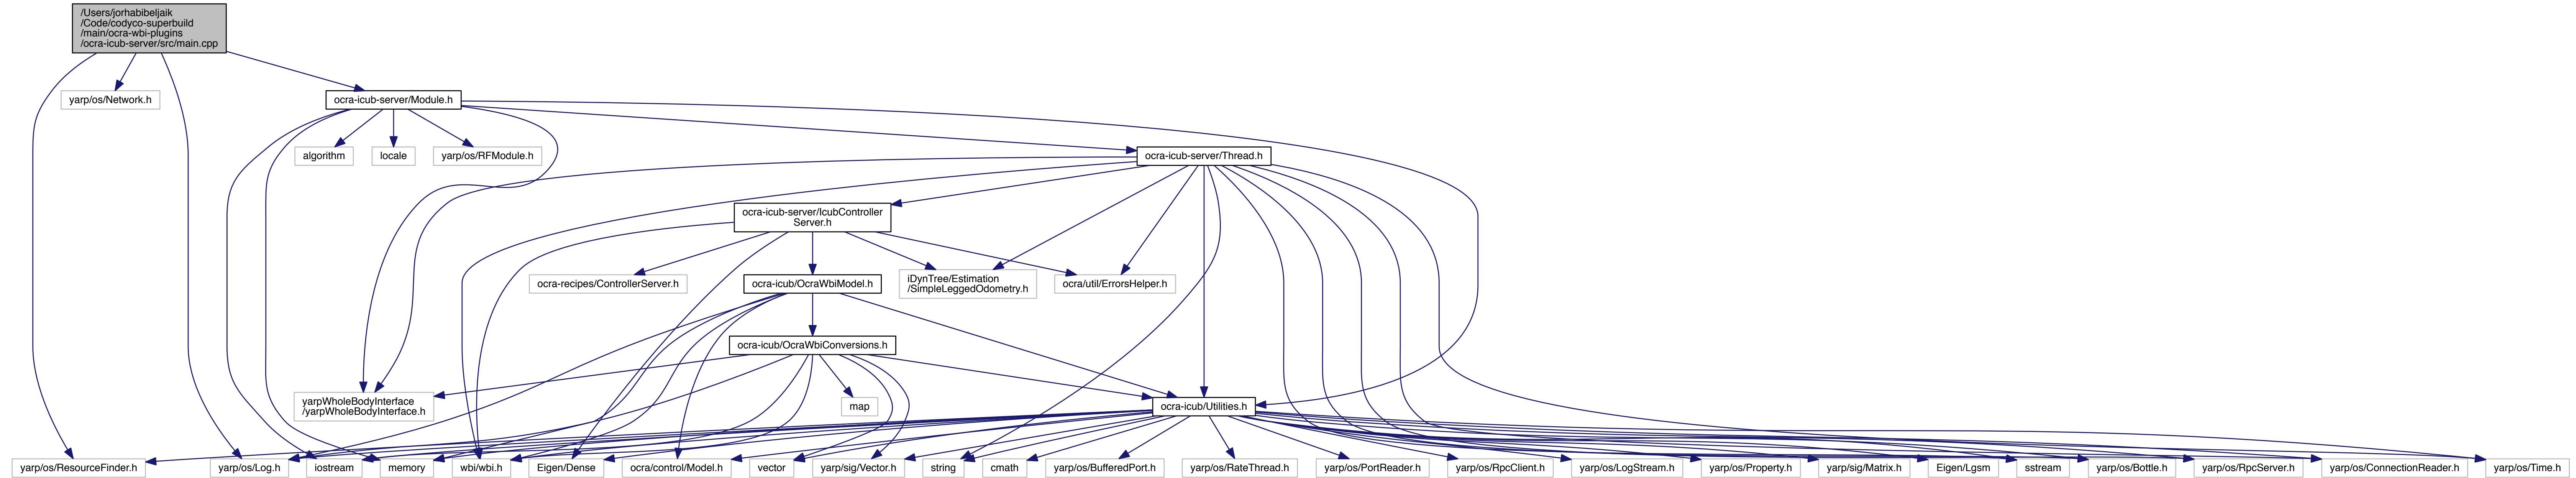 /Users/jorhabibeljaik
/Code/codyco-superbuild
/main/ocra-wbi-plugins
/ocra-icub-server/src/main.cpp
yarp/os/Network.h
ocra-icub-server/Module.h
algorithm
locale
yarp/os/RFModule.h
ocra-icub-server/Thread.h
ocra-icub-server/IcubController
Server.h
ocra-recipes/ControllerServer.h
ocra-icub/OcraWbiModel.h
iDynTree/Estimation
/SimpleLeggedOdometry.h
ocra/util/ErrorsHelper.h
ocra-icub/OcraWbiConversions.h
yarpWholeBodyInterface
/yarpWholeBodyInterface.h
map
ocra-icub/Utilities.h
yarp/os/ResourceFinder.h
yarp/os/Log.h
iostream
memory
wbi/wbi.h
Eigen/Dense
ocra/control/Model.h
vector
yarp/sig/Vector.h
string
cmath
yarp/os/BufferedPort.h
yarp/os/RateThread.h
yarp/os/PortReader.h
yarp/os/RpcClient.h
yarp/os/LogStream.h
yarp/os/Property.h
yarp/sig/Matrix.h
Eigen/Lgsm
sstream
yarp/os/Bottle.h
yarp/os/RpcServer.h
yarp/os/ConnectionReader.h
yarp/os/Time.h